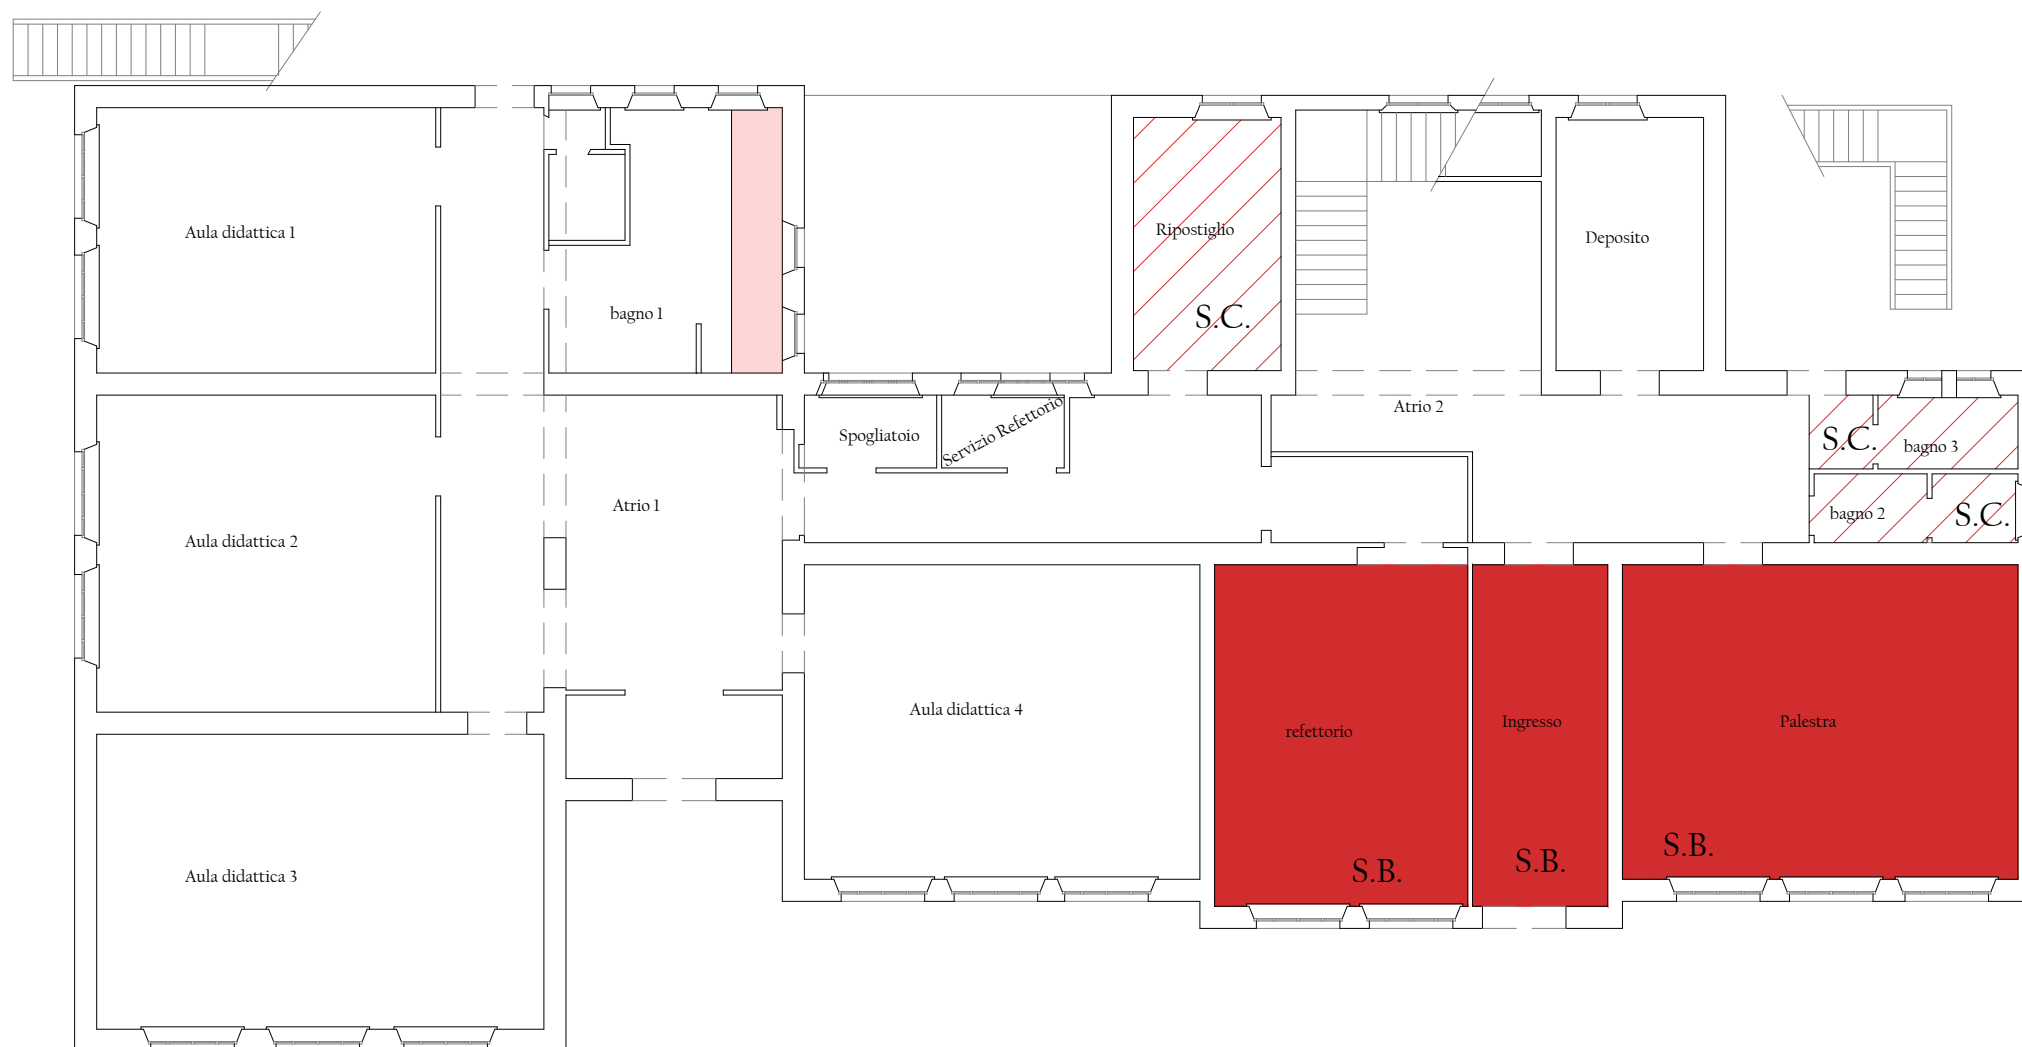 Aula didattica 1
Ripostiglio
Deposito
bagno 1
S.C.
Atrio 2
Spogliatoio
Servizio Refettorio
S.C.
bagno 3
Atrio 1
bagno 2
S.C.
Aula didattica 2
Aula didattica 4
refettorio
Ingresso
Palestra
S.B.
S.B.
S.B.
Aula didattica 3